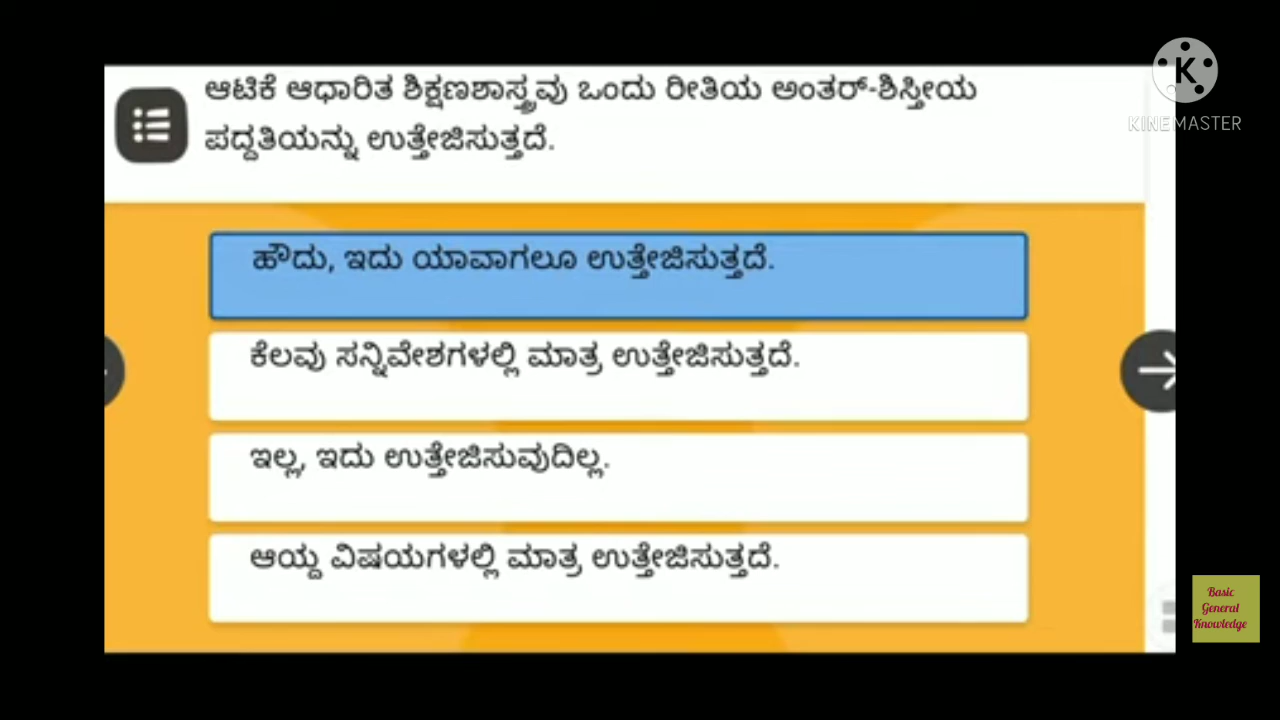 ಆಟಿಕೆ ಆಧಾರಿತ ಶಿಕ್ಷಣಶಾಸ್ತ್ರವು ಒಂದು ರೀತಿಯ ಅಂತರ್-ಶಿಸ್ತೀಯ
ಪದ್ದತಿಯನ್ನು ಉತ್ತೇಜಿಸುತ್ತದೆ.
ಹೌದು, ಇದು ಯಾವಾಗಲೂ ಉತ್ತೇಜಿಸುತ್ತದೆ.
ಕೆಲವು ಸನ್ನಿವೇಶಗಳಲ್ಲಿ ಮಾತ್ರ ಉತ್ತೇಜಿಸುತ್ತದೆ.
ಇಲ್ಲ, ಇದು ಉತ್ತೇಜಿಸುವುದಿಲ್ಲ.
ಆಯ್ದ ವಿಷಯಗಳಲ್ಲಿ ಮಾತ್ರ ಉತ್ತೇಜಿಸುತ್ತದೆ.
K
KINEMASTER
Basic
General
Knowledge